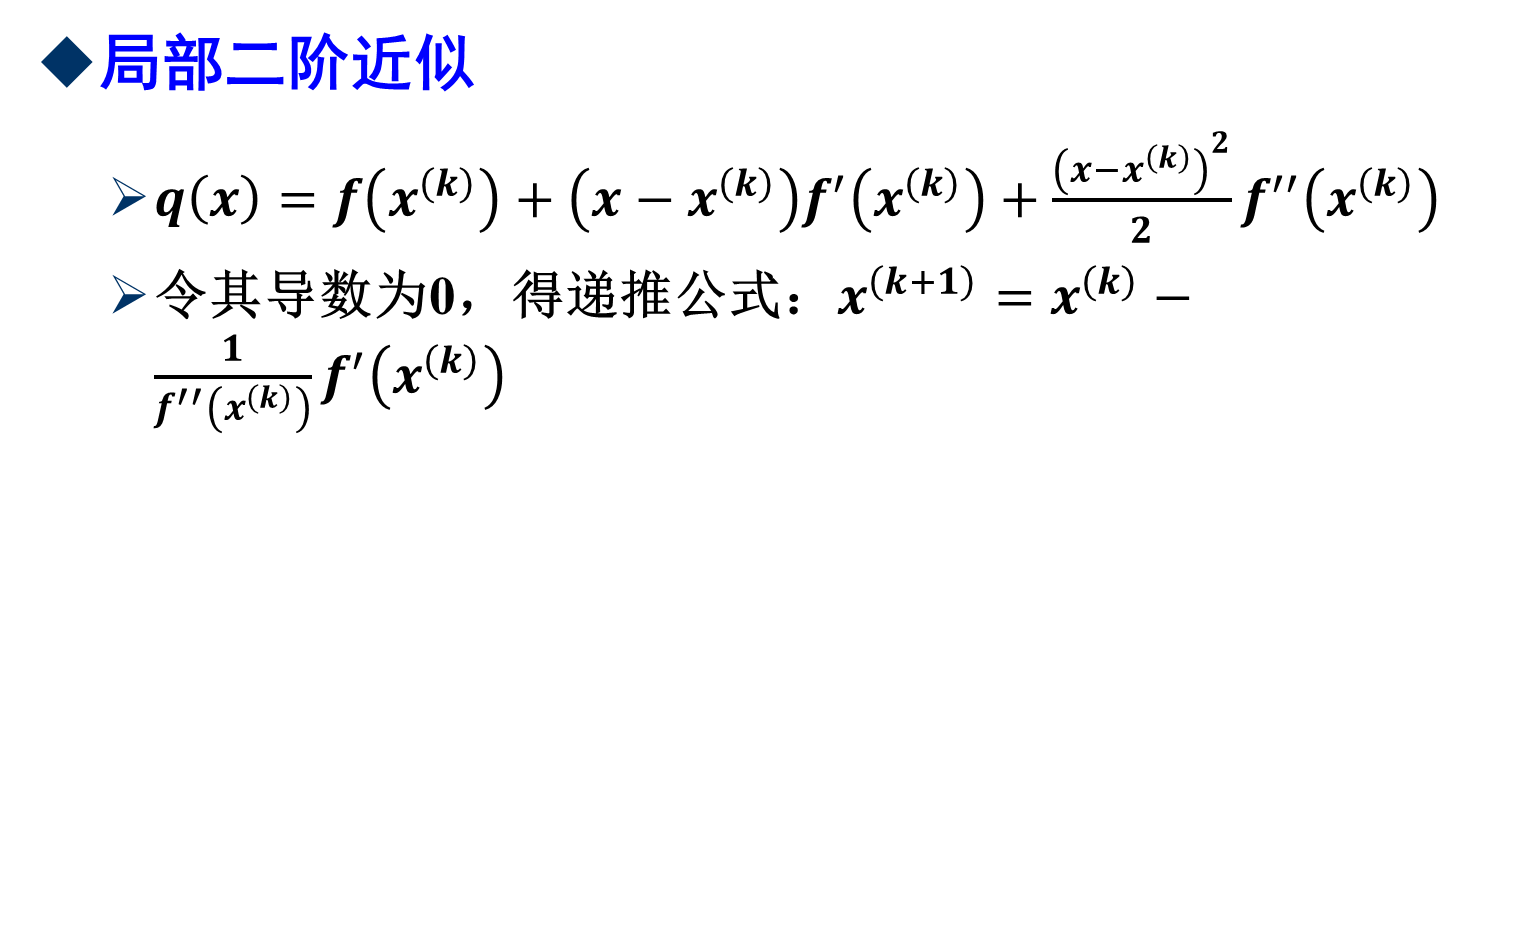 ◆局部二阶近似
➢q(x) = f(x^(k)) + (x − x^(k))f′(x^(k)) + (x−x^(k))^2/2 f′′(x^(k))
➢令其导数为0，得递推公式：x^(k+1) = x^(k) −
1/f′′(x^(k)) f′(x^(k))